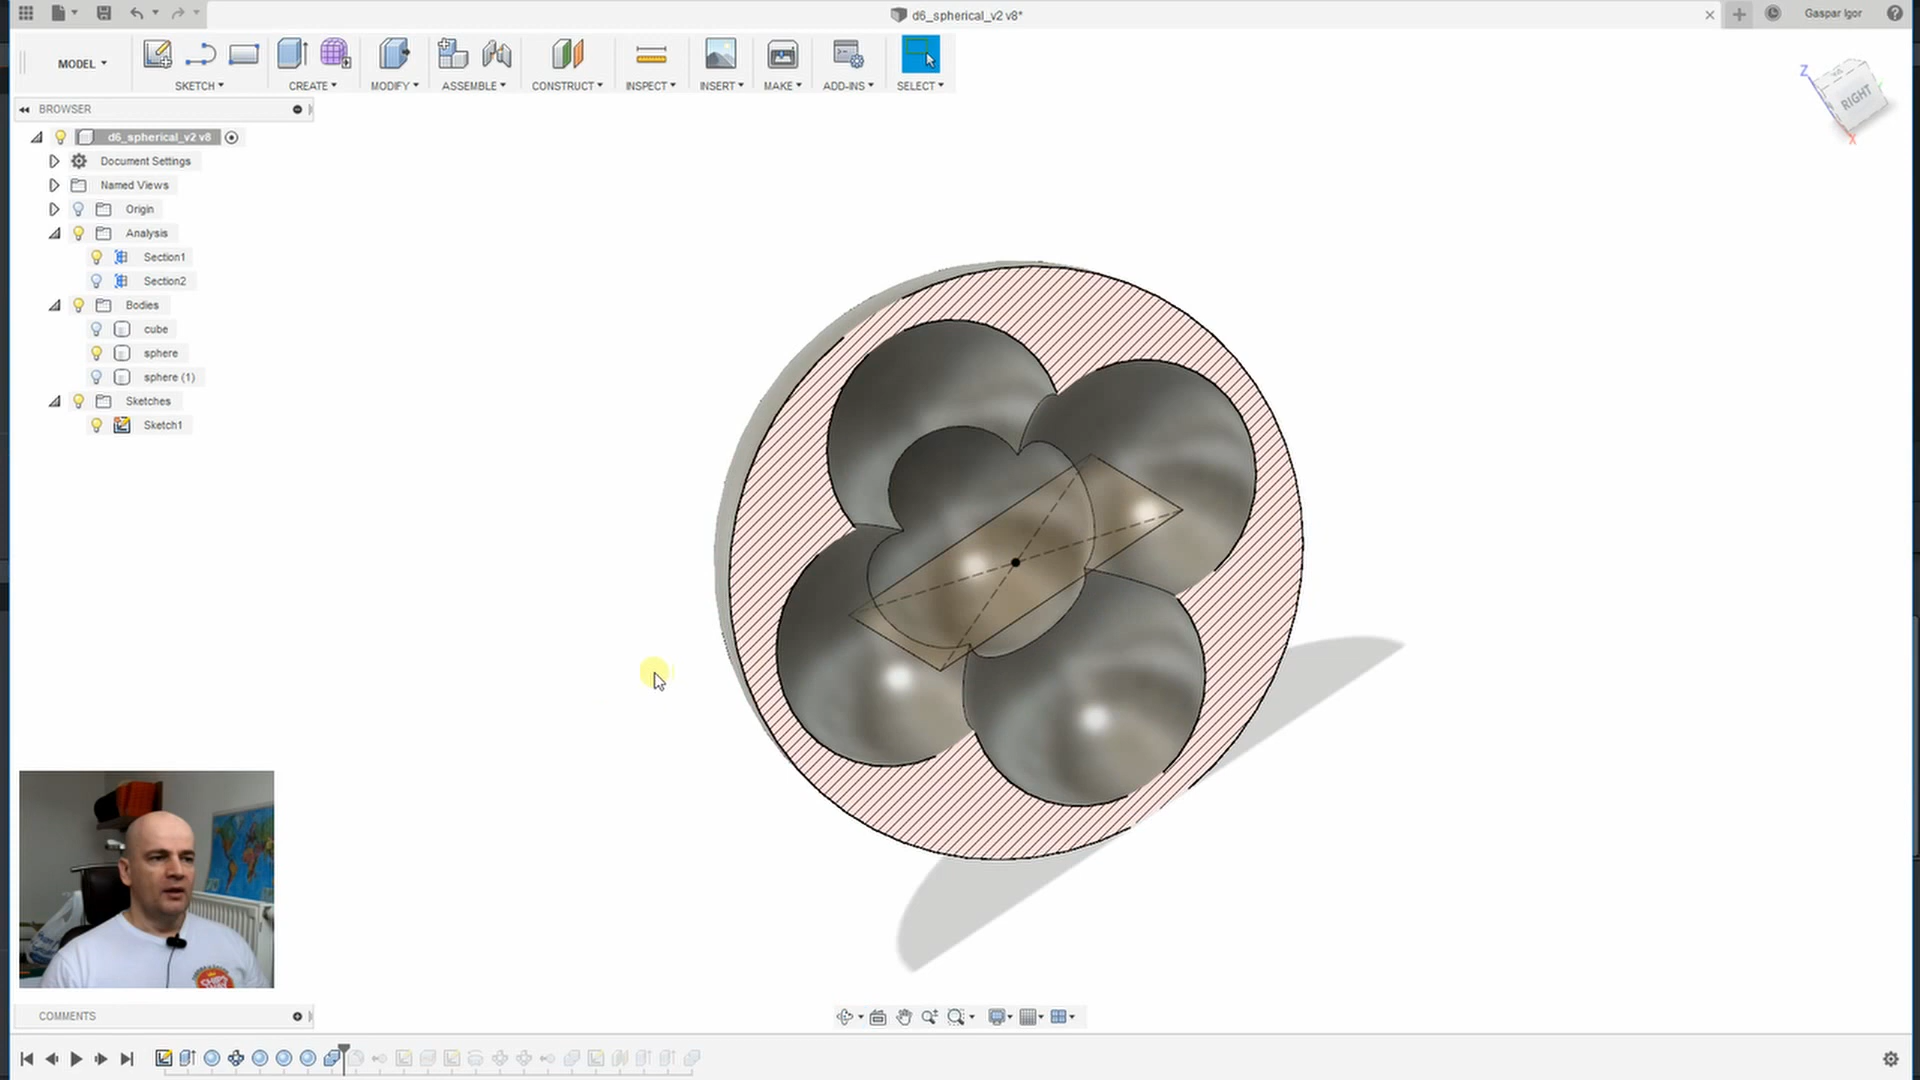 d6_spherical_v2 v8*
Gaspar Igor
MODEL
SKETCH
CREATE
MODIFY
ASSEMBLE
CONSTRUCT
INSPECT
INSERT
MAKE
ADD-INS
SELECT
Z
RIGHT
X
BROWSER
d6_spherical_v2 v8
Document Settings
Named Views
Origin
Analysis
Section1
Section2
Bodies
cube
sphere
sphere (1)
Sketches
Sketch1
COMMENTS